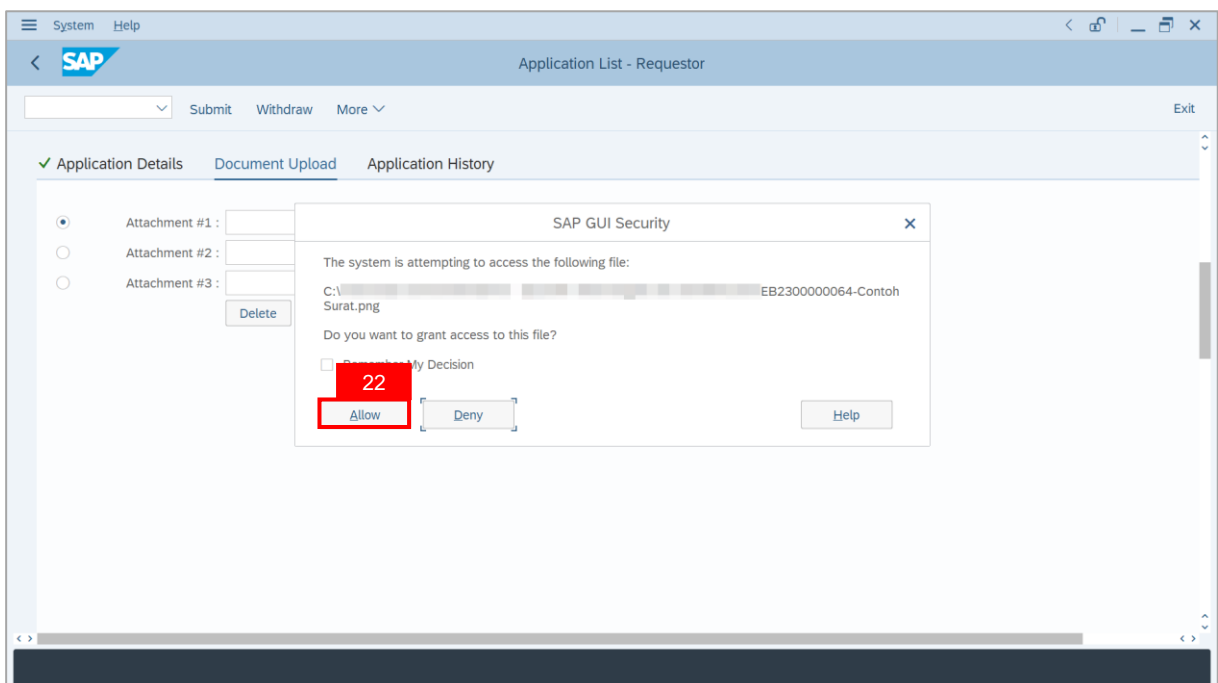 System Help
SAP
Application List - Requestor
Submit Withdraw More
Exit
Application Details Document Upload Application History
Attachment #1 :
Attachment #2 :
Attachment #3 :
Delete
SAP GUI Security
The system is attempting to access the following file:
C:\ EB2300000064-Contoh
Surat.png
Do you want to grant access to this file?
My Decision
22
Allow Deny Help